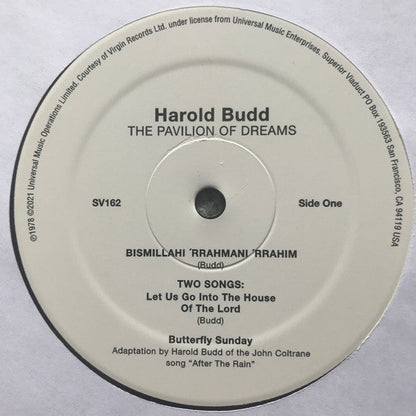 ℗1978 ©2021 Universal Music Operations Limited. Courtesy of Virgin Records Ltd. under license from Universal Music Enterprises. Superior Viaduct PO Box 193563 San Francisco, CA 94119 USA
Harold Budd
THE PAVILION OF DREAMS
SV162 Side One
BISMILLAHI 'RRAHMANI 'RRAHIM
(Budd)
TWO SONGS:
Let Us Go Into The House
Of The Lord
(Budd)
Butterfly Sunday
Adaptation by Harold Budd of the John Coltrane
song "After The Rain"